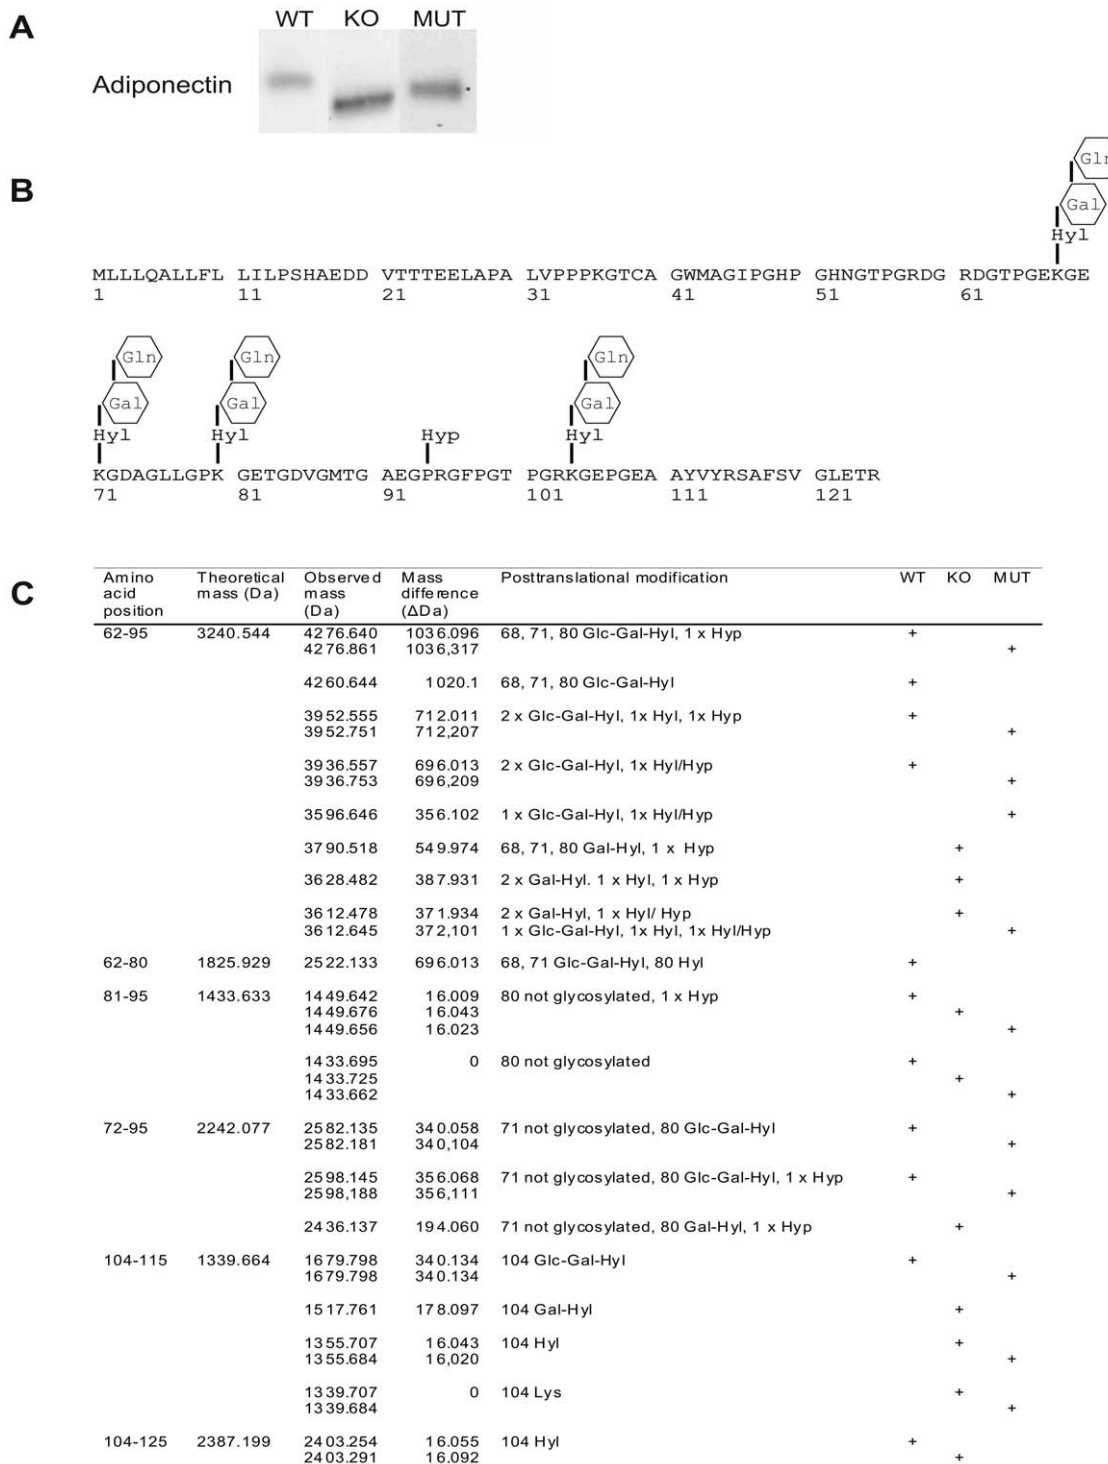 A
WT KO MUT
Adiponectin
B
Gln
Gal
Hyl
MLLLQALLFL LILPSHAEDD VTTTEELAPA LVPPPKGTCA GWMAGIPGHP GHNGTPGRDG RDGTPGEKGE
1 11 21 31 41 51 61
Gln Gln Gln
Gal Gal Gal
Hyl Hyl Hyp Hyl
KGDAGLLGPK GETGDVGMTG AEGPRGFPGT PGRKGEPGEA AYVYRSAFSV GLETR
71 81 91 101 111 121
C
Amino acid position Theoretical mass (Da) Observed mass (Da) Mass difference (ΔDa) Posttranslational modification WT KO MUT
62-95 3240.544 4276.640 1036.096 68, 71, 80 Glc-Gal-Hyl, 1 x Hyp +
4276.861 1036,317 +
4260.644 1020.1 68, 71, 80 Glc-Gal-Hyl +
3952.555 712.011 2 x Glc-Gal-Hyl, 1x Hyl, 1x Hyp +
3952.751 712,207 +
3936.557 696.013 2 x Glc-Gal-Hyl, 1x Hyl/Hyp +
3936.753 696,209 +
3596.646 356.102 1 x Glc-Gal-Hyl, 1x Hyl/Hyp +
3790.518 549.974 68, 71, 80 Gal-Hyl, 1 x Hyp +
3628.482 387.931 2 x Gal-Hyl. 1 x Hyl, 1 x Hyp +
3612.478 371.934 2 x Gal-Hyl, 1 x Hyl/ Hyp +
3612.645 372,101 1 x Glc-Gal-Hyl, 1x Hyl, 1x Hyl/Hyp +
62-80 1825.929 2522.133 696.013 68, 71 Glc-Gal-Hyl, 80 Hyl +
81-95 1433.633 1449.642 16.009 80 not glycosylated, 1 x Hyp +
1449.676 16.043 +
1449.656 16.023 +
1433.695 0 80 not glycosylated +
1433.725 +
1433.662 +
72-95 2242.077 2582.135 340.058 71 not glycosylated, 80 Glc-Gal-Hyl +
2582.181 340,104 +
2598.145 356.068 71 not glycosylated, 80 Glc-Gal-Hyl, 1 x Hyp +
2598,188 356,111 +
2436.137 194.060 71 not glycosylated, 80 Gal-Hyl, 1 x Hyp +
104-115 1339.664 1679.798 340.134 104 Glc-Gal-Hyl +
1679.798 340.134 +
1517.761 178.097 104 Gal-Hyl +
1355.707 16.043 104 Hyl +
1355.684 16,020 +
1339.707 0 104 Lys +
1339.684 +
104-125 2387.199 2403.254 16.055 104 Hyl +
2403.291 16.092 +